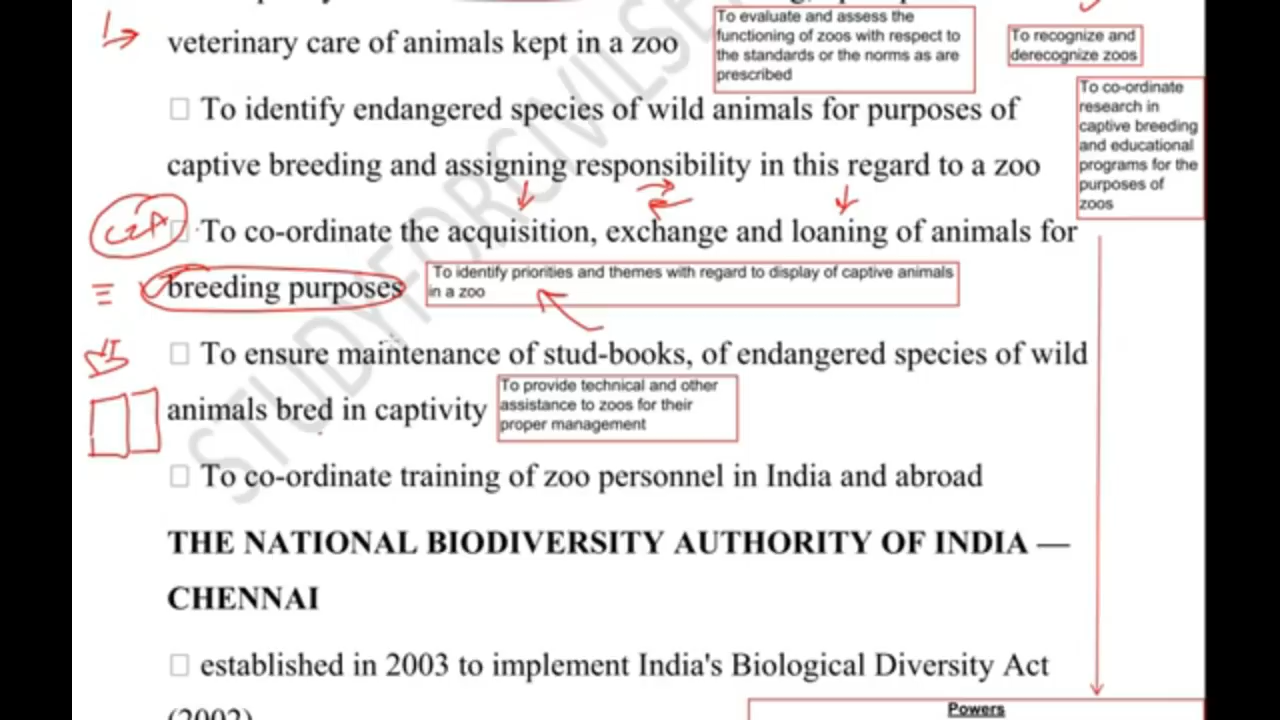 veterinary care of animals kept in a zoo
To evaluate and assess the
functioning of zoos with respect to
the standards or the norms as are
prescribed
To recognize and
derecognize zoos
To co-ordinate
research in
captive breeding
and educational
programs for the
purposes of
zoos
To identify endangered species of wild animals for purposes of
captive breeding and assigning responsibility in this regard to a zoo
CZA
To co-ordinate the acquisition, exchange and loaning of animals for
breeding purposes
To identify priorities and themes with regard to display of captive animals
in a zoo
To ensure maintenance of stud-books, of endangered species of wild
animals bred in captivity
To provide technical and other
assistance to zoos for their
proper management
To co-ordinate training of zoo personnel in India and abroad
THE NATIONAL BIODIVERSITY AUTHORITY OF INDIA —
CHENNAI
established in 2003 to implement India's Biological Diversity Act
(2002)
Powers
STUDYFORCIVILSE